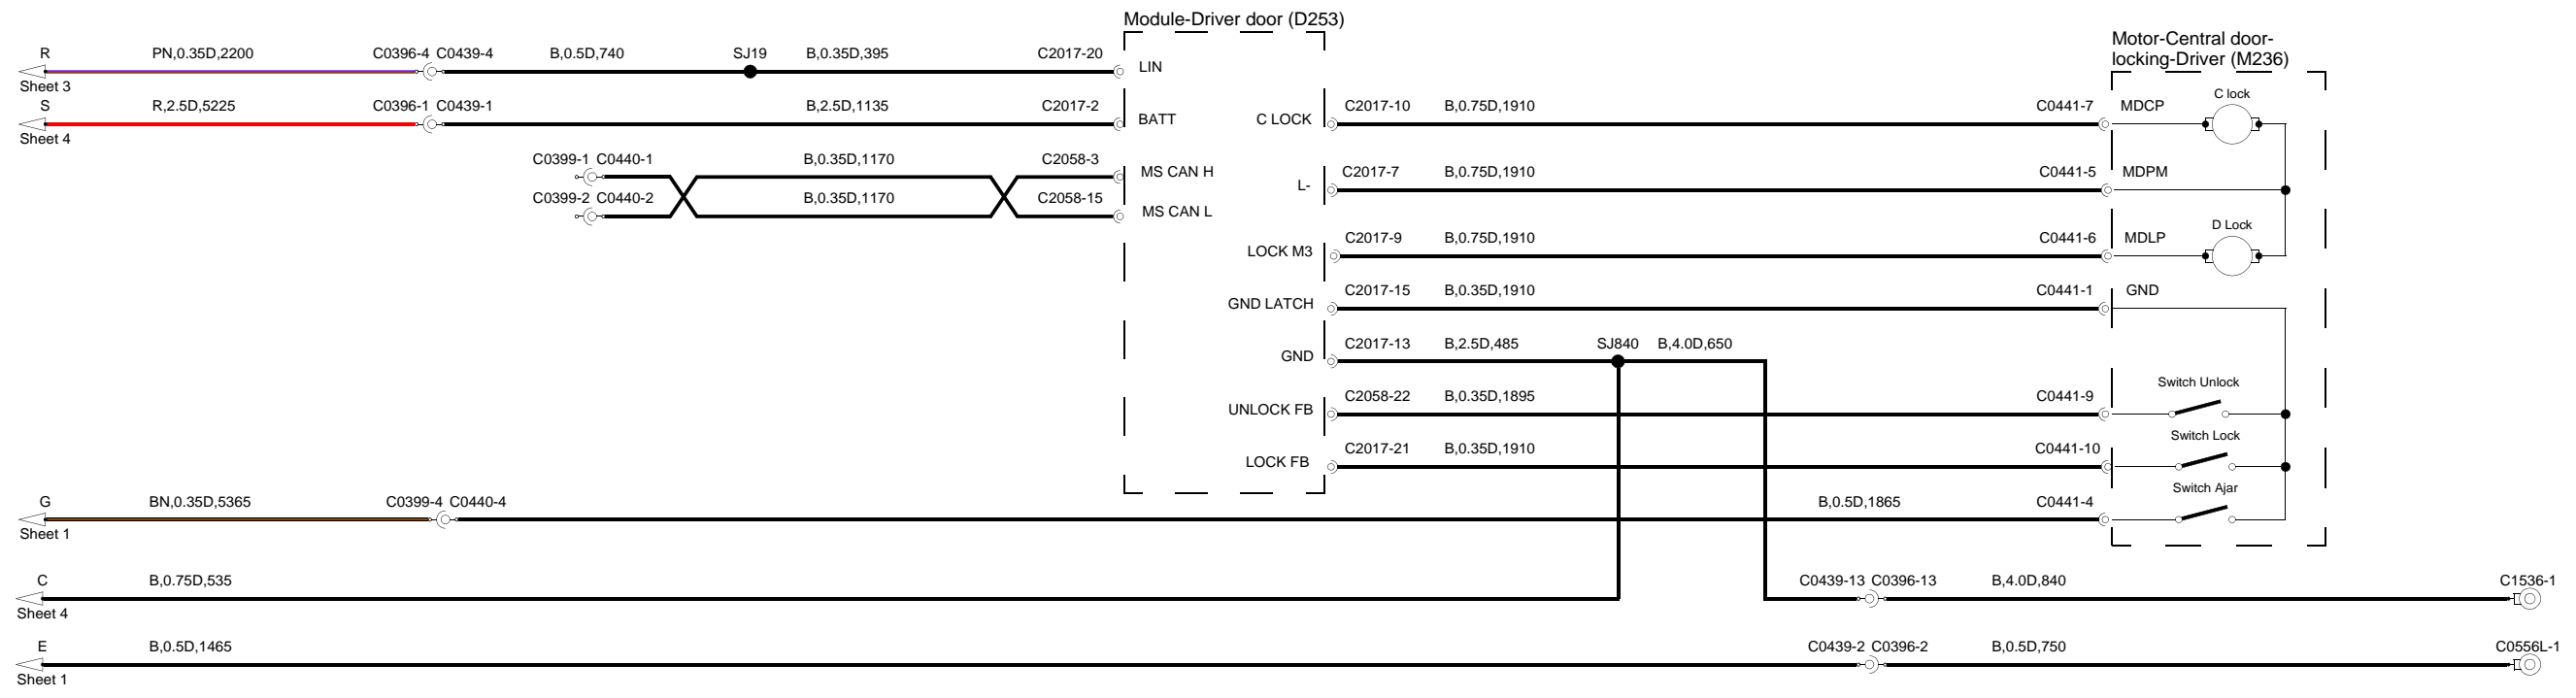 Module-Driver door (D253)
Motor-Central door-
locking-Driver (M236)
R PN,0.35D,2200 C0396-4 C0439-4 B,0.5D,740 SJ19 B,0.35D,395 C2017-20 LIN
Sheet 3
S R,2.5D,5225 C0396-1 C0439-1 B,2.5D,1135 C2017-2 BATT
Sheet 4
C LOCK C2017-10 B,0.75D,1910 C0441-7 MDCP C lock
C0399-1 C0440-1 B,0.35D,1170 C2058-3 MS CAN H
L- C2017-7 B,0.75D,1910 C0441-5 MDPM
C0399-2 C0440-2 B,0.35D,1170 C2058-15 MS CAN L
LOCK M3 C2017-9 B,0.75D,1910 C0441-6 MDLP D Lock
GND LATCH C2017-15 B,0.35D,1910 C0441-1 GND
GND C2017-13 B,2.5D,485 SJ840 B,4.0D,650
UNLOCK FB C2058-22 B,0.35D,1895 C0441-9 Switch Unlock
LOCK FB C2017-21 B,0.35D,1910 C0441-10 Switch Lock
G BN,0.35D,5365 C0399-4 C0440-4 B,0.5D,1865 C0441-4 Switch Ajar
Sheet 1
C B,0.75D,535 C0439-13 C0396-13 B,4.0D,840 C1536-1
Sheet 4
E B,0.5D,1465 C0439-2 C0396-2 B,0.5D,750 C0556L-1
Sheet 1